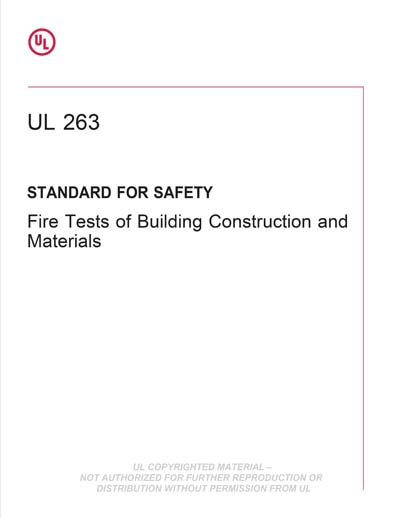 UL
UL 263
STANDARD FOR SAFETY
Fire Tests of Building Construction and
Materials
UL COPYRIGHTED MATERIAL –
NOT AUTHORIZED FOR FURTHER REPRODUCTION OR
DISTRIBUTION WITHOUT PERMISSION FROM UL